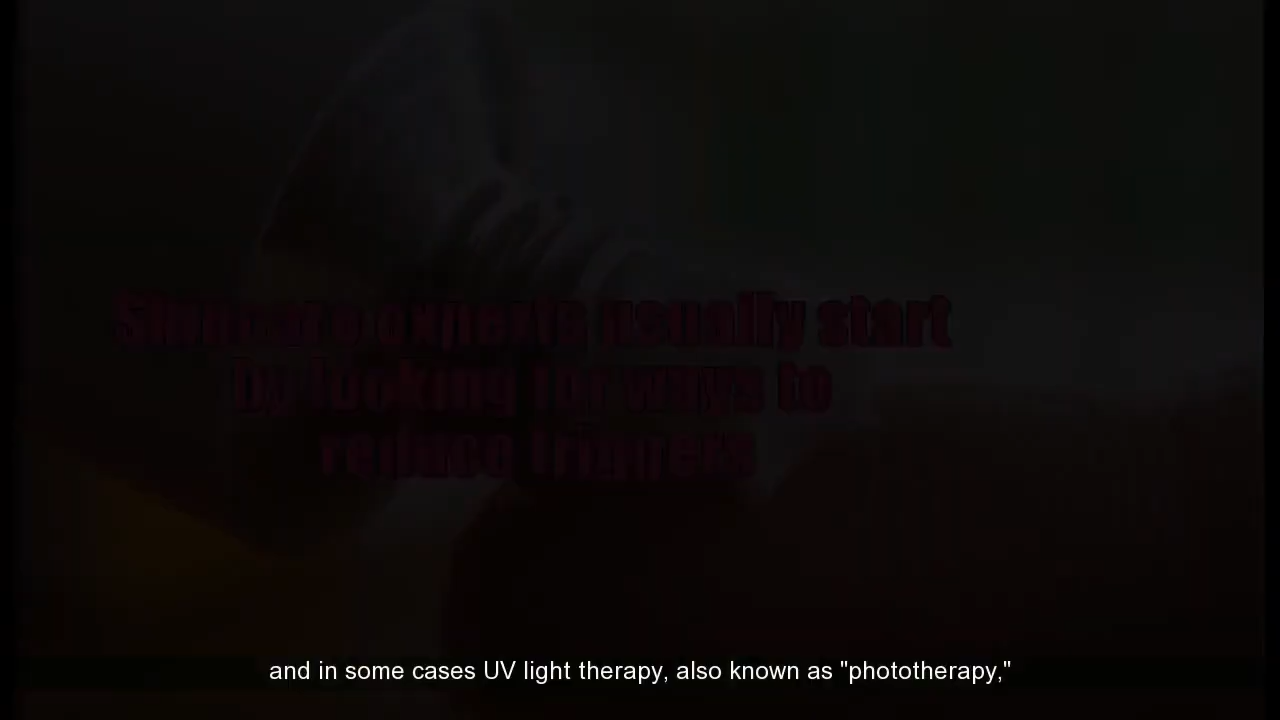 Skincare experts usually start
by looking for ways to
reduce triggers
and in some cases UV light therapy, also known as "phototherapy,"